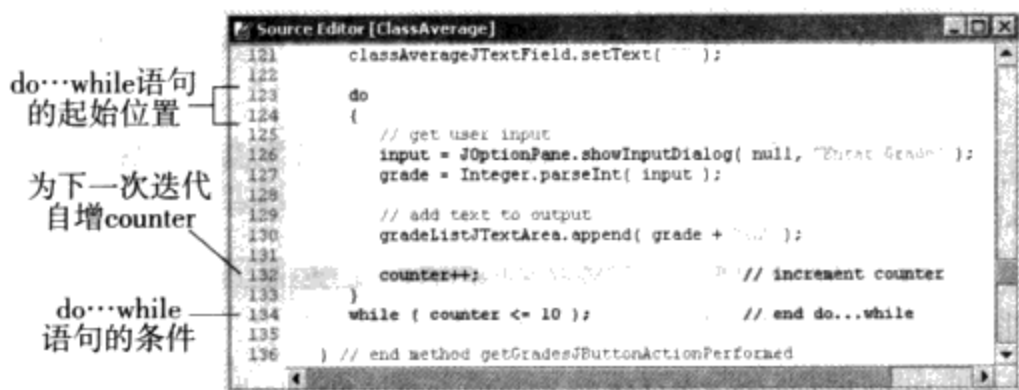 Source Editor [ClassAverage]
121 classAverageJTextField.setText( );
122
do…while语句
的起始位置
123 do
124 {
125 // get user input
126 input = JOptionPane.showInputDialog( null, "Enter Grade" );
127 grade = Integer.parseInt( input );
128
为下一次迭代
自增counter
129 // add text to output
130 gradeListJTextArea.append( grade + );
131
132 counter++; // increment counter
133 }
do…while
语句的条件
134 while ( counter <= 10 ); // end do...while
135
136 } // end method getGradesJButtonActionPerformed